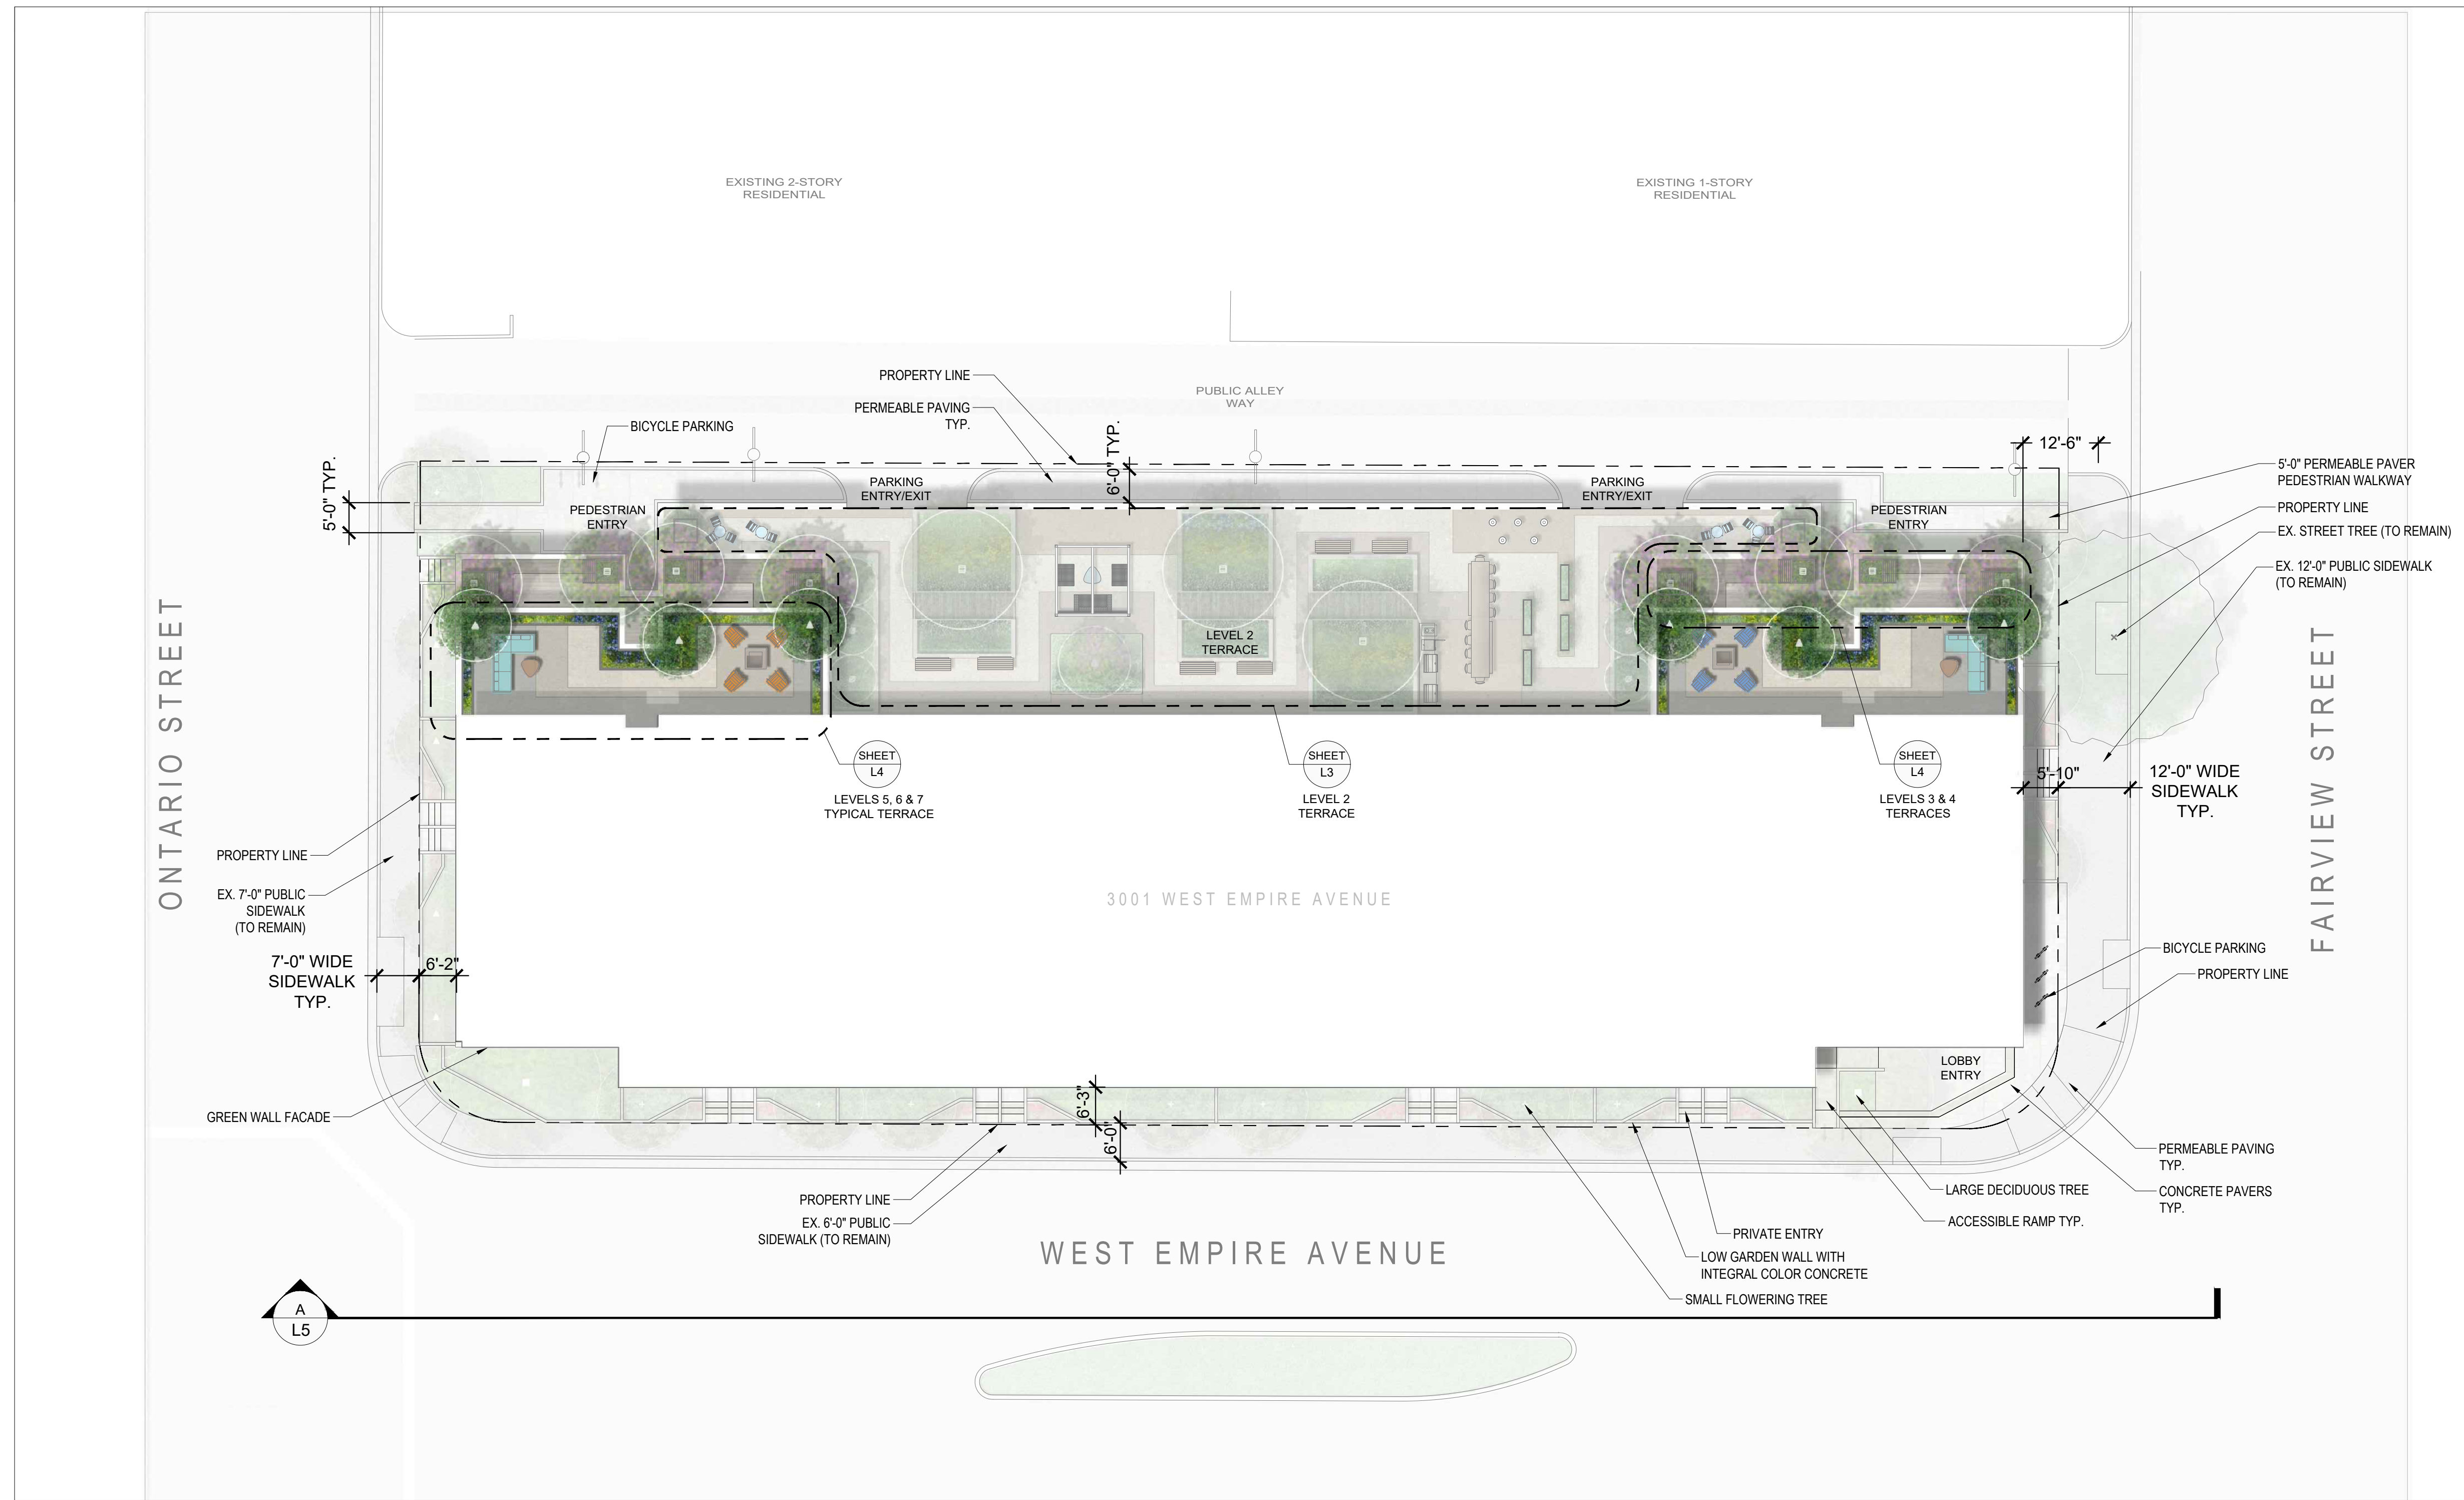 EXISTING 2-STORY
RESIDENTIAL
EXISTING 1-STORY
RESIDENTIAL
PROPERTY LINE
PUBLIC ALLEY
WAY
PERMEABLE PAVING
TYP.
BICYCLE PARKING
5'-0" TYP.
6'-0" TYP.
12'-6"
PARKING
ENTRY/EXIT
PARKING
ENTRY/EXIT
PEDESTRIAN
ENTRY
PEDESTRIAN
ENTRY
5'-0" PERMEABLE PAVER
PEDESTRIAN WALKWAY
PROPERTY LINE
EX. STREET TREE (TO REMAIN)
EX. 12'-0" PUBLIC SIDEWALK
(TO REMAIN)
LEVEL 2
TERRACE
ONTARIO STREET
FAIRVIEW STREET
SHEET
L4
LEVELS 5, 6 & 7
TYPICAL TERRACE
SHEET
L3
LEVEL 2
TERRACE
SHEET
L4
LEVELS 3 & 4
TERRACES
5'-10"
12'-0" WIDE
SIDEWALK
TYP.
PROPERTY LINE
EX. 7'-0" PUBLIC
SIDEWALK
(TO REMAIN)
3001 WEST EMPIRE AVENUE
7'-0" WIDE
SIDEWALK
TYP.
6'-2"
BICYCLE PARKING
PROPERTY LINE
LOBBY
ENTRY
GREEN WALL FACADE
6'-3"
6'-0"
PERMEABLE PAVING
TYP.
CONCRETE PAVERS
TYP.
LARGE DECIDUOUS TREE
ACCESSIBLE RAMP TYP.
PROPERTY LINE
EX. 6'-0" PUBLIC
SIDEWALK (TO REMAIN)
PRIVATE ENTRY
LOW GARDEN WALL WITH
INTEGRAL COLOR CONCRETE
SMALL FLOWERING TREE
WEST EMPIRE AVENUE
A
L5